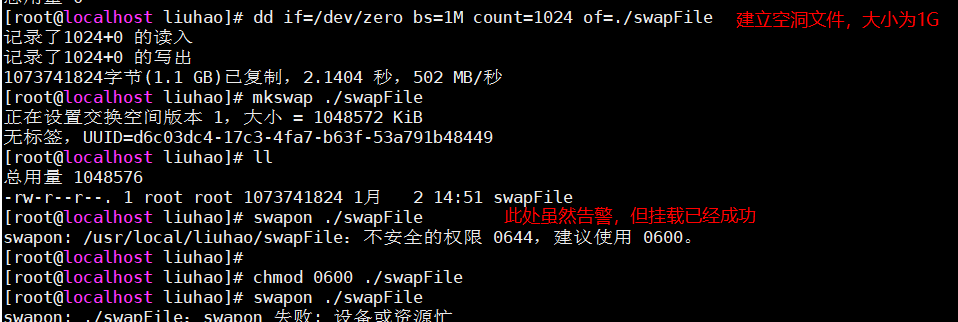 [root@localhost liuhao]# dd if=/dev/zero bs=1M count=1024 of=./swapFile 建立空洞文件，大小为1G
记录了1024+0 的读入
记录了1024+0 的写出
1073741824字节(1.1 GB)已复制，2.1404 秒，502 MB/秒
[root@localhost liuhao]# mkswap ./swapFile
正在设置交换空间版本 1，大小 = 1048572 KiB
无标签，UUID=d6c03dc4-17c3-4fa7-b63f-53a791b48449
[root@localhost liuhao]# ll
总用量 1048576
-rw-r--r--. 1 root root 1073741824 1月   2 14:51 swapFile
[root@localhost liuhao]# swapon ./swapFile 此处虽然告警，但挂载已经成功
swapon: /usr/local/liuhao/swapFile：不安全的权限 0644，建议使用 0600。
[root@localhost liuhao]#
[root@localhost liuhao]# chmod 0600 ./swapFile
[root@localhost liuhao]# swapon ./swapFile
swapon: ./swapFile：swapon 失败: 设备或资源忙